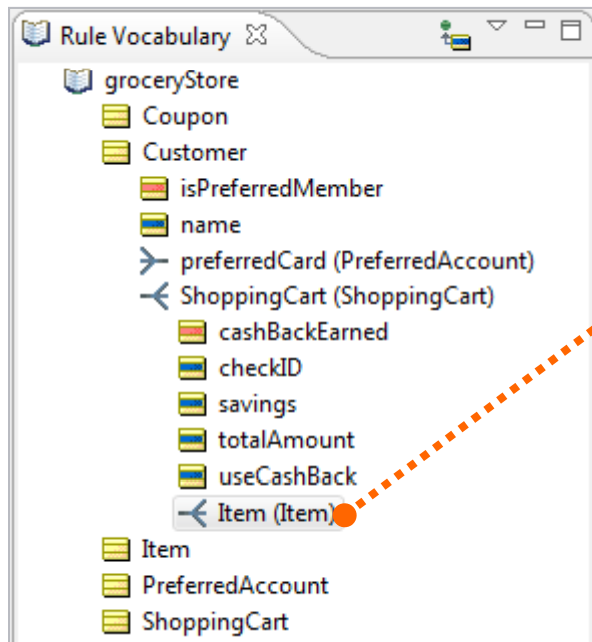 Rule Vocabulary
groceryStore
Coupon
Customer
isPreferredMember
name
preferredCard (PreferredAccount)
ShoppingCart (ShoppingCart)
cashBackEarned
checkID
savings
totalAmount
useCashBack
Item (Item)
Item
PreferredAccount
ShoppingCart